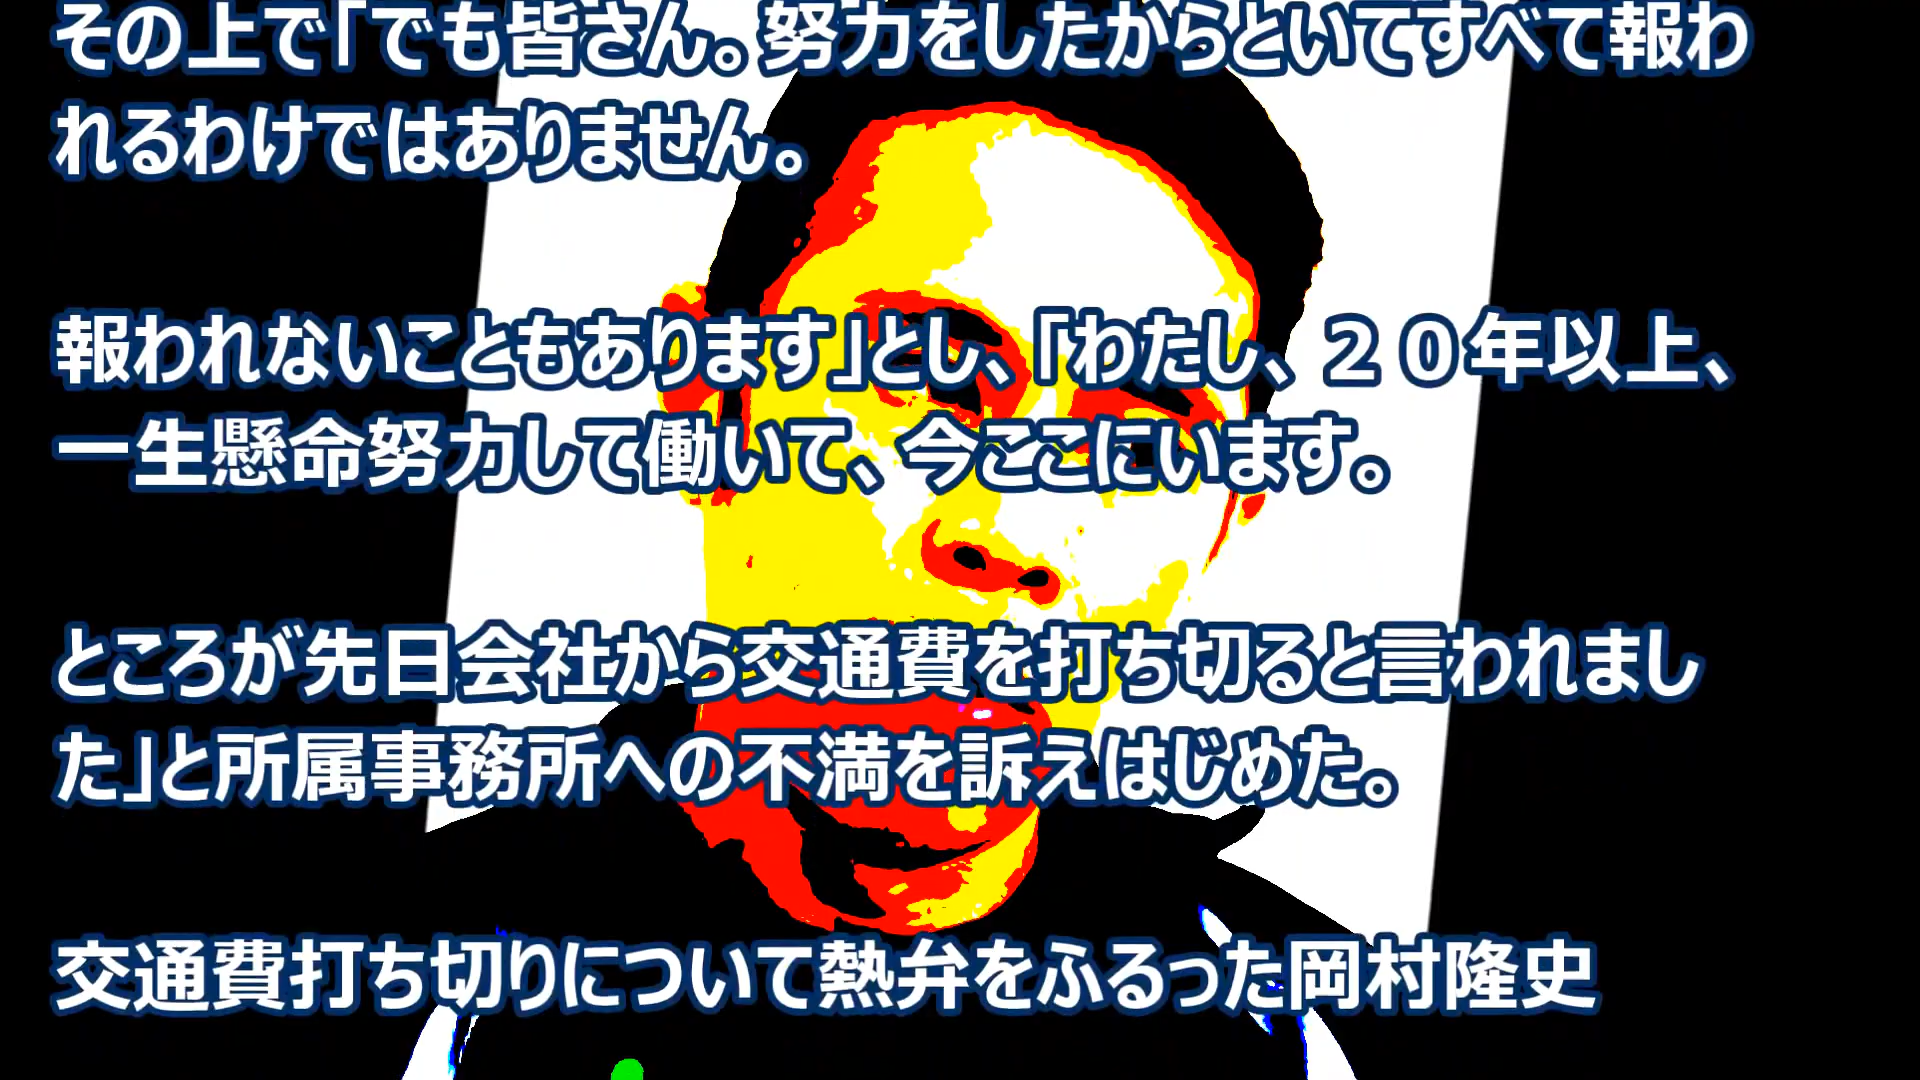 その上で｢でも皆さん。努力をしたからといてすべて報わ
れるわけではありません。
報われないこともあります｣とし、｢わたし、２０年以上、
一生懸命努力して働いて、今ここにいます。
ところが先日会社から交通費を打ち切ると言われまし
た｣と所属事務所への不満を訴えはじめた。
交通費打ち切りについて熱弁をふるった岡村隆史